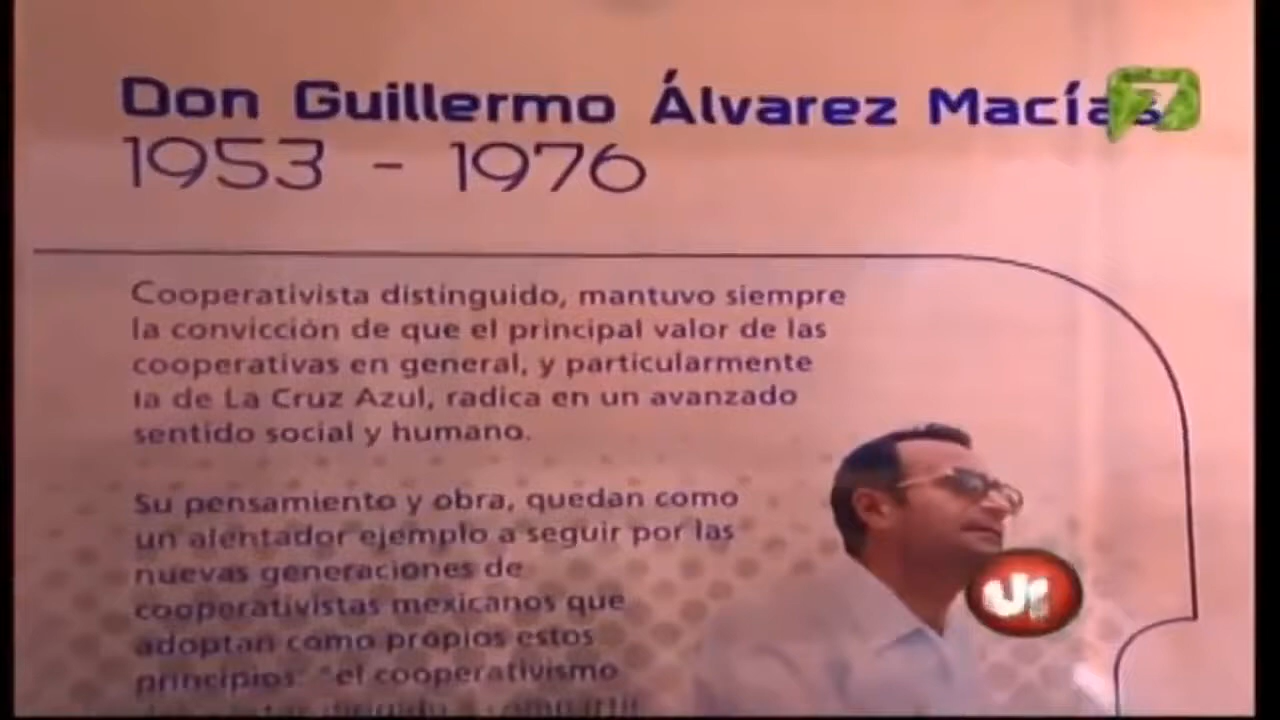 Don Guillermo Álvarez Macías
7
1953 - 1976
Cooperativista distinguido, mantuvo siempre
la convicción de que el principal valor de las
cooperativas en general, y particularmente
la de La Cruz Azul, radica en un avanzado
sentido social y humano.
Su pensamiento y obra, quedan como
un alentador ejemplo a seguir por las
nuevas generaciones de
cooperativistas mexicanos que
adoptan como propios estos
principios: "el cooperativismo